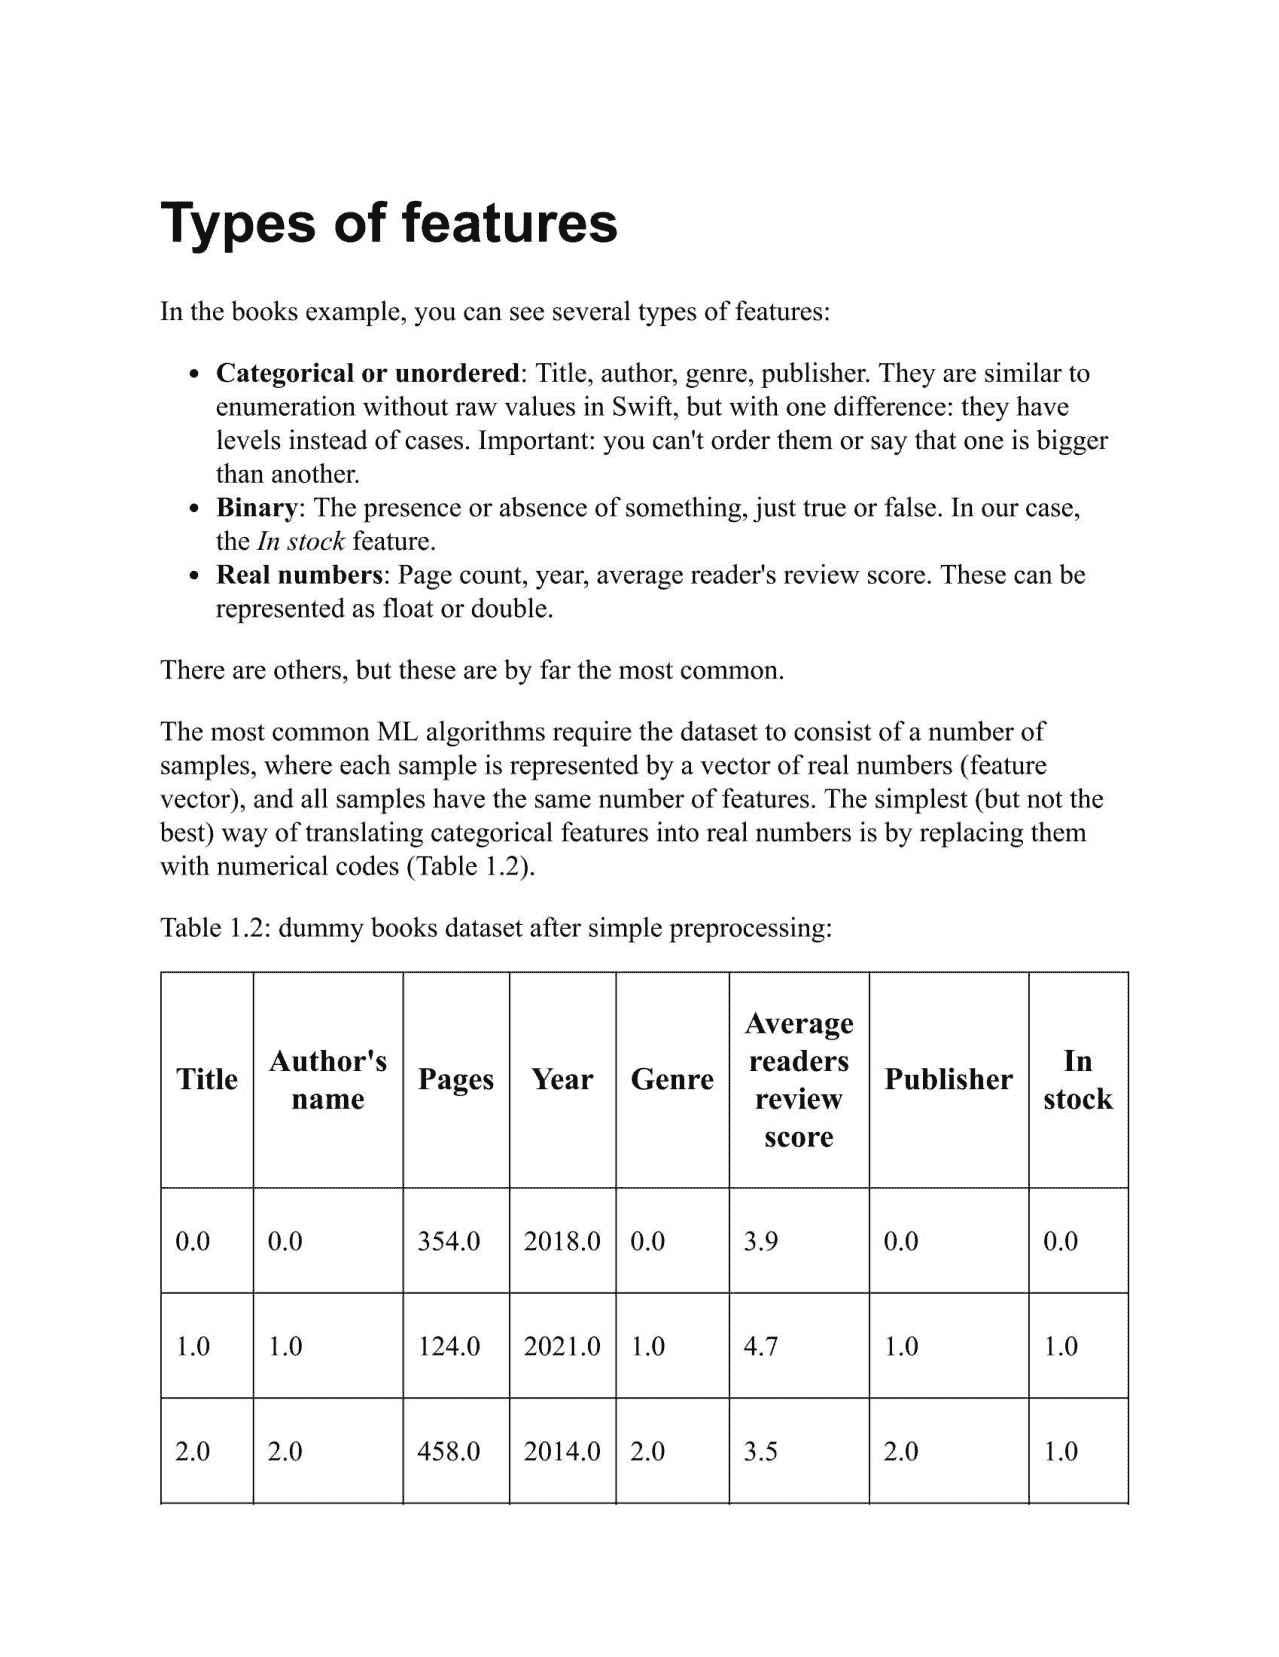 Types of features
In the books example, you can see several types of features:
• Categorical or unordered: Title, author, genre, publisher. They are similar to
enumeration without raw values in Swift, but with one difference: they have
levels instead of cases. Important: you can't order them or say that one is bigger
than another.
• Binary: The presence or absence of something, just true or false. In our case,
the In stock feature.
• Real numbers: Page count, year, average reader's review score. These can be
represented as float or double.
There are others, but these are by far the most common.
The most common ML algorithms require the dataset to consist of a number of
samples, where each sample is represented by a vector of real numbers (feature
vector), and all samples have the same number of features. The simplest (but not the
best) way of translating categorical features into real numbers is by replacing them
with numerical codes (Table 1.2).
Table 1.2: dummy books dataset after simple preprocessing:
Title
Author's
name
Pages
Year
Genre
Average
readers
review
score
Publisher
In
stock
0.0 0.0 354.0 2018.0 0.0 3.9 0.0 0.0
1.0 1.0 124.0 2021.0 1.0 4.7 1.0 1.0
2.0 2.0 458.0 2014.0 2.0 3.5 2.0 1.0